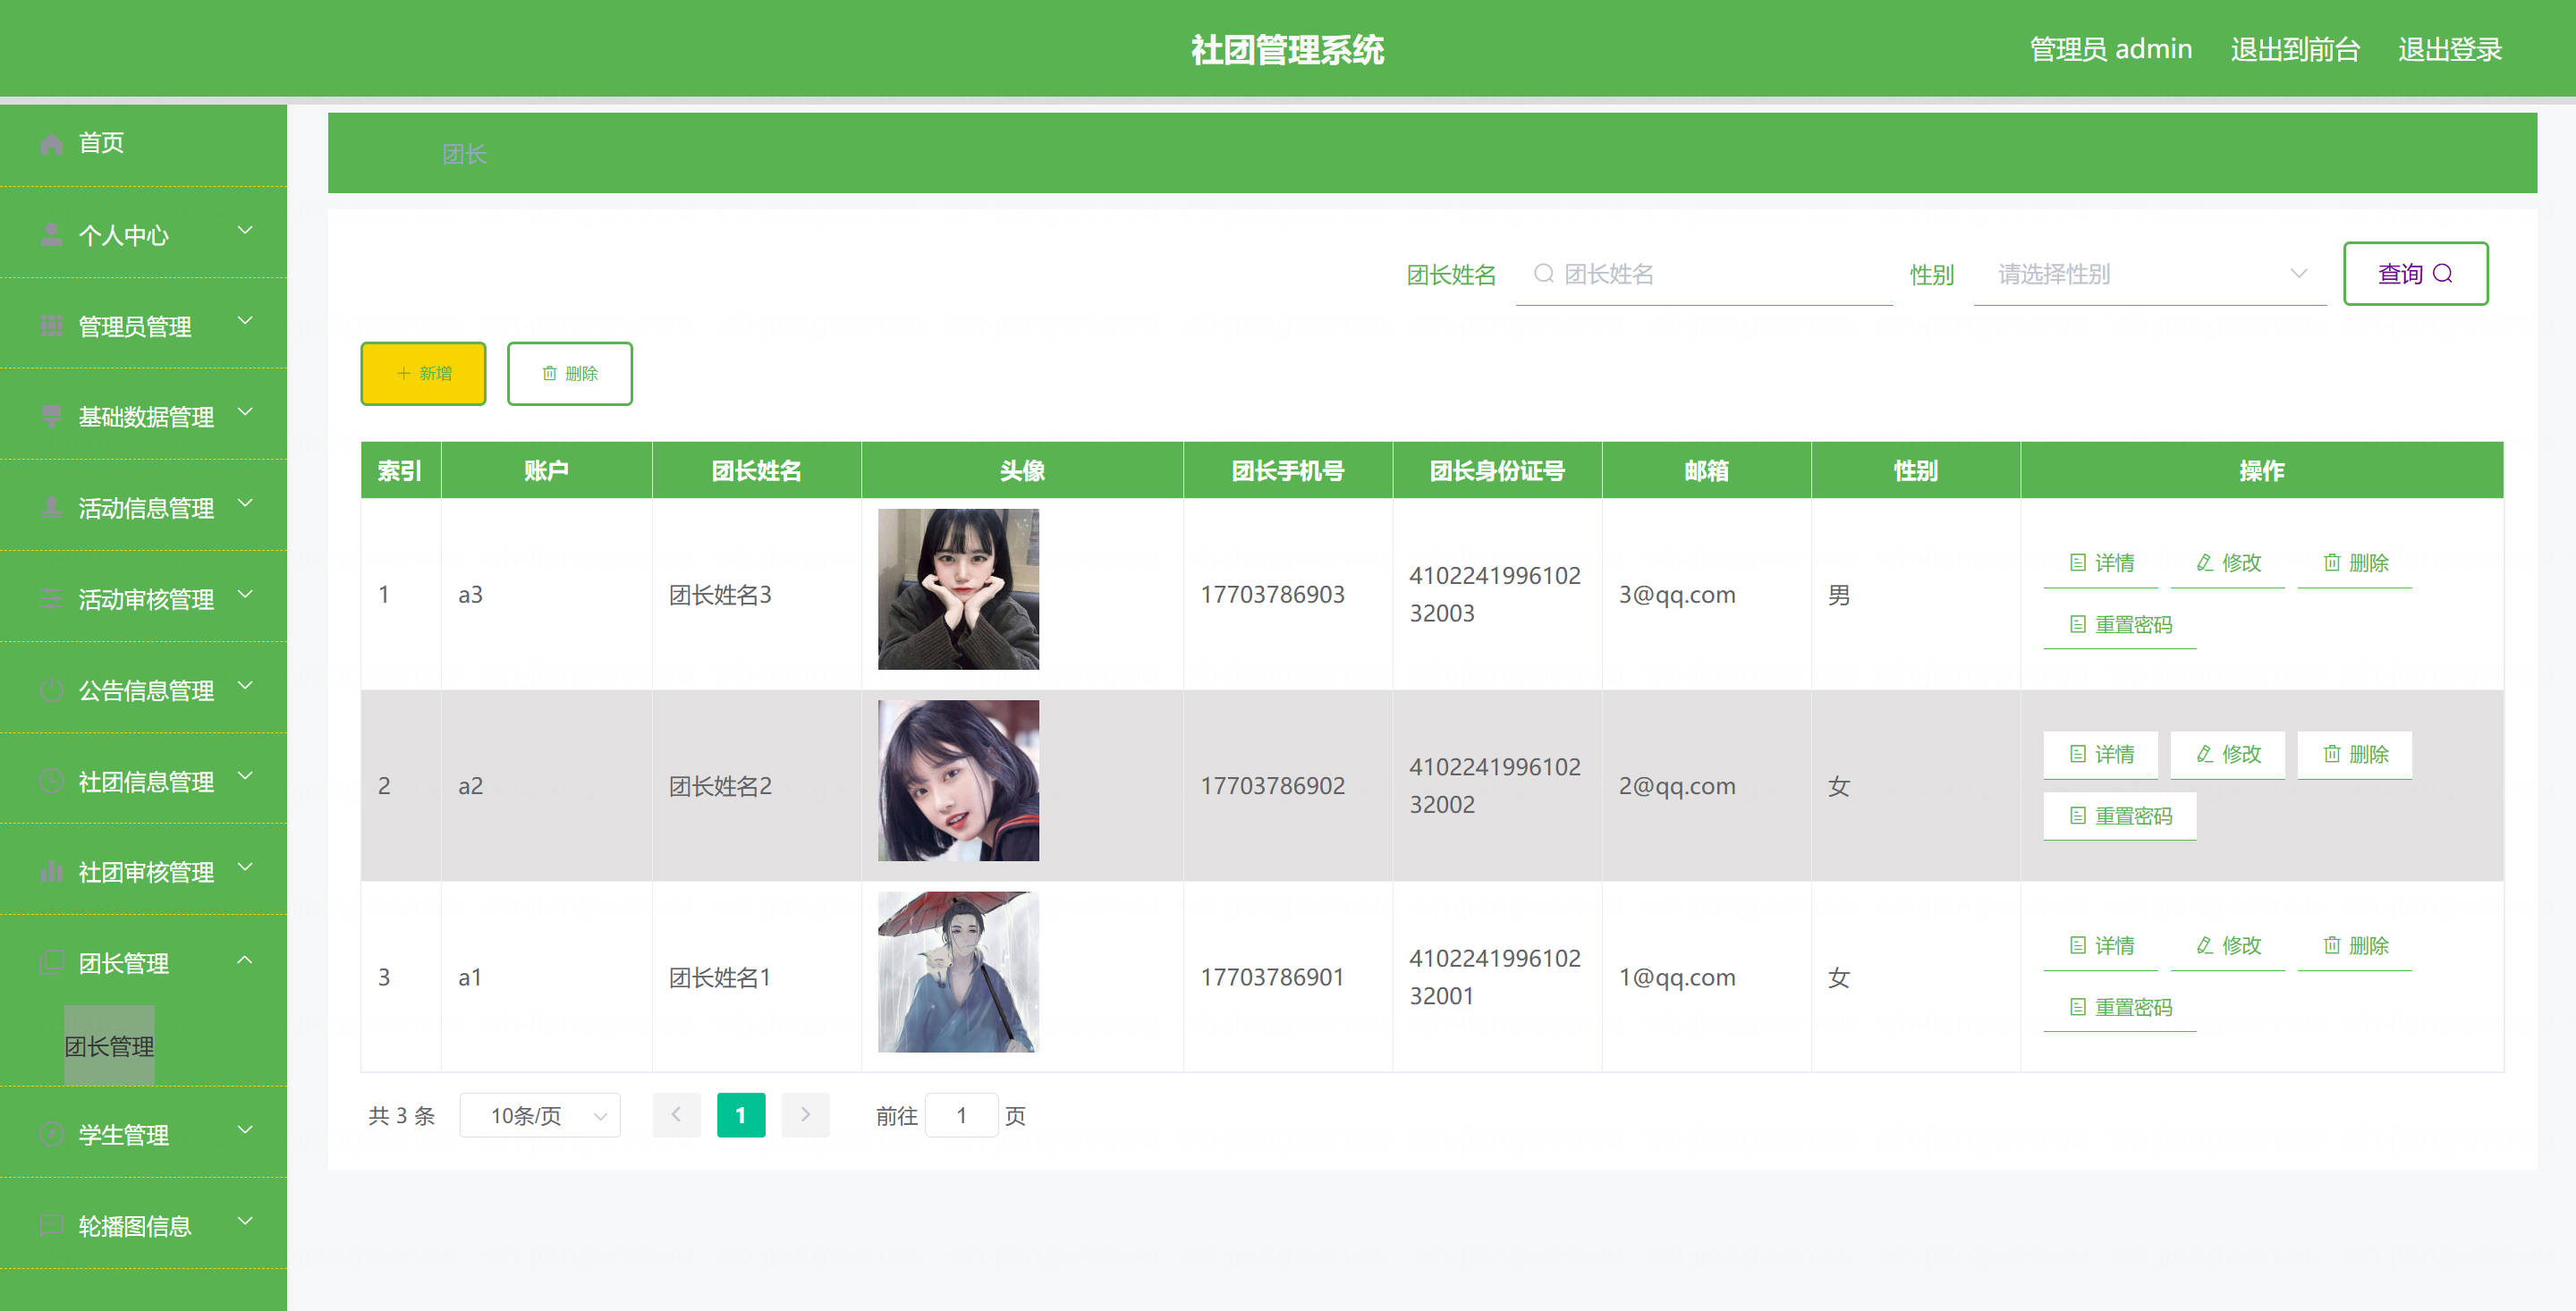 社团管理系统
管理员 admin
退出到前台
退出登录
首页
个人中心
管理员管理
基础数据管理
活动信息管理
活动审核管理
公告信息管理
社团信息管理
社团审核管理
团长管理
团长管理
学生管理
轮播图信息
团长
团长姓名 团长姓名 性别 请选择性别 查询
新增 删除
索引 账户 团长姓名 头像 团长手机号 团长身份证号 邮箱 性别 操作
1 a3 团长姓名3 17703786903 4102241996102
32003 3@qq.com 男 详情 修改 删除
重置密码
2 a2 团长姓名2 17703786902 4102241996102
32002 2@qq.com 女 详情 修改 删除
重置密码
3 a1 团长姓名1 17703786901 4102241996102
32001 1@qq.com 女 详情 修改 删除
重置密码
共 3 条 10条/页 1 前往 1 页